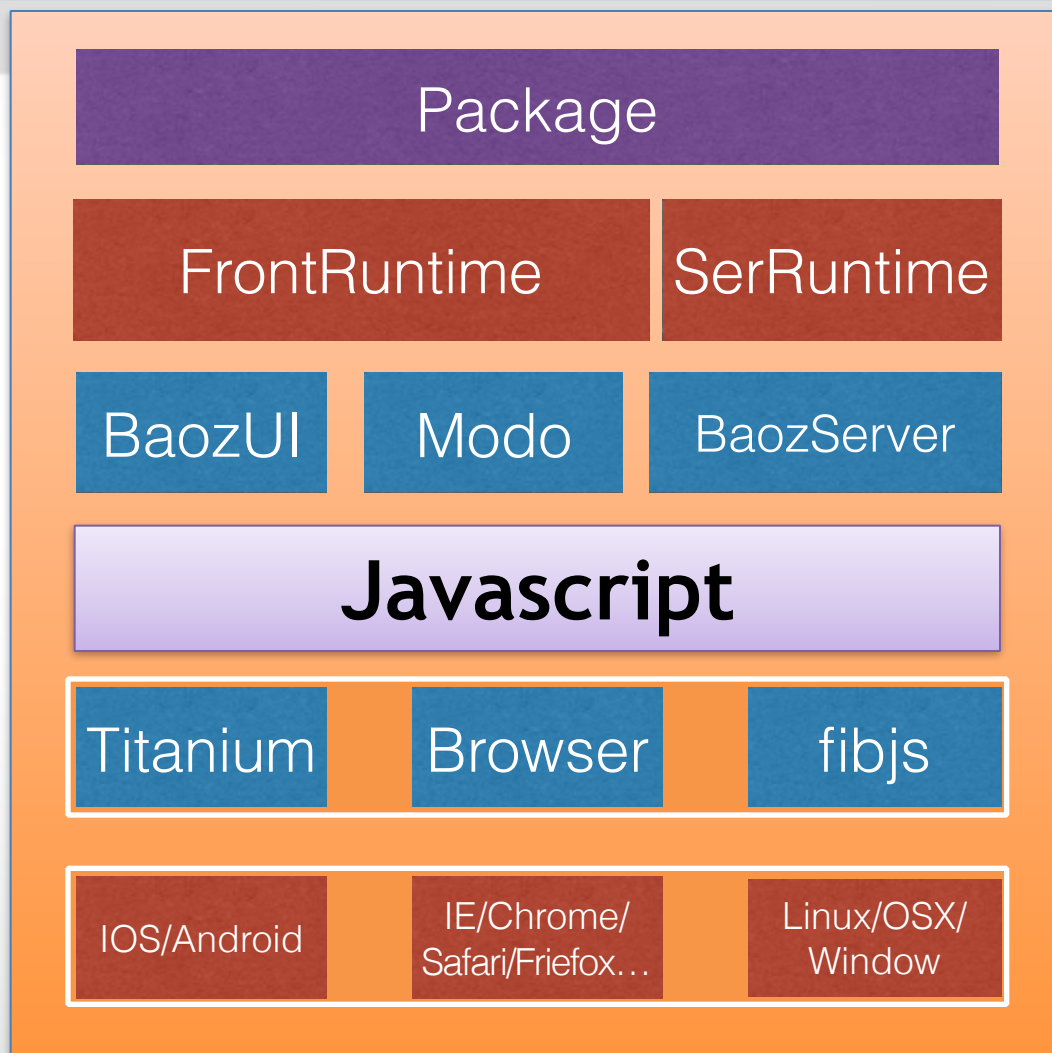 Package
FrontRuntime
SerRuntime
BaozUI
Modo
BaozServer
Javascript
Titanium
Browser
fibjs
IOS/Android
IE/Chrome/
Safari/Friefox…
Linux/OSX/
Window